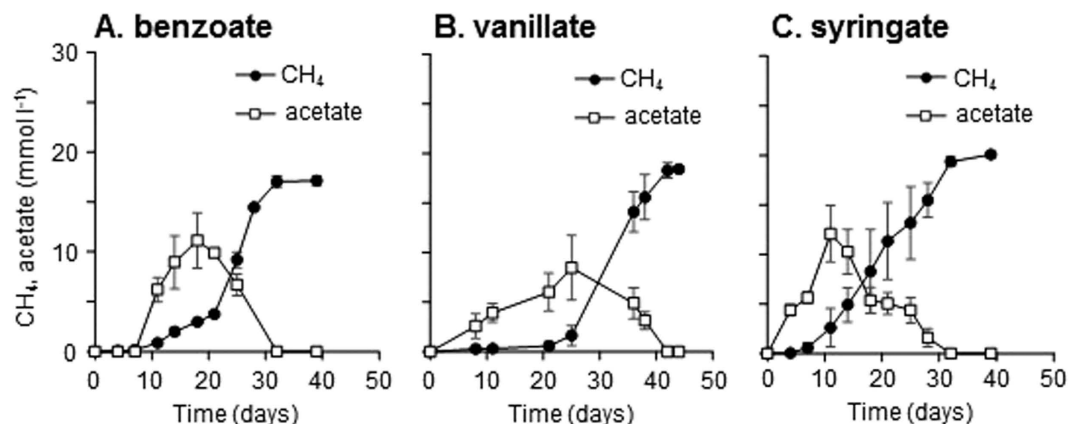 A. benzoate
B. vanillate
C. syringate
CH₄, acetate (mmol l⁻¹)
30
20
10
0
CH₄
acetate
CH₄
acetate
CH₄
acetate
0 10 20 30 40 50
0 10 20 30 40 50
0 10 20 30 40 50
Time (days)
Time (days)
Time (days)